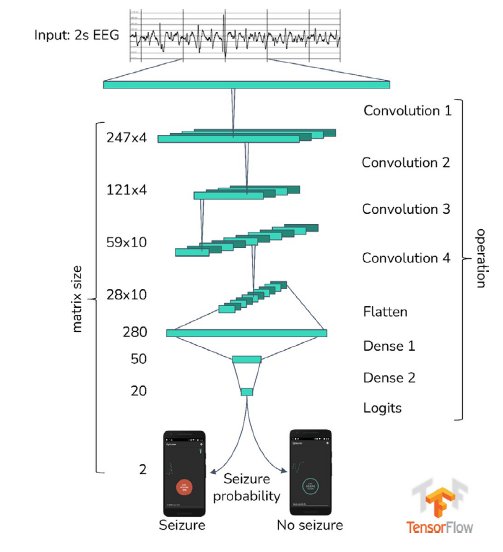 Input: 2s EEG
Convolution 1
247x4
Convolution 2
121x4
Convolution 3
59x10
Convolution 4
28x10
Flatten
280
Dense 1
50
Dense 2
20
Logits
matrix size
operation
2
Seizure
probability
Seizure
No seizure
TensorFlow